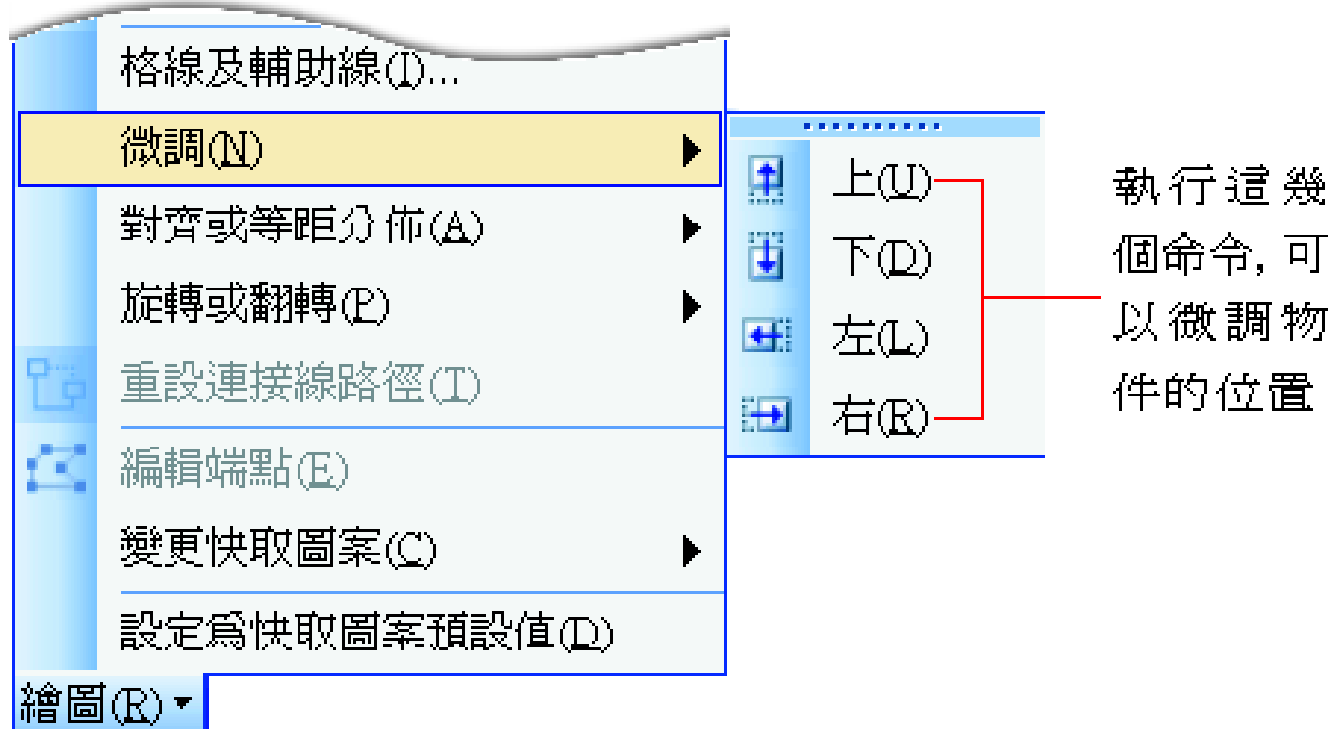 格線及輔助線(I)...
微調(N)
對齊或等距分佈(A)
旋轉或翻轉(P)
重設連接線路徑(T)
編輯端點(E)
變更快取圖案(C)
設定為快取圖案預設值(D)
繪圖(R)
上(U)
下(D)
左(L)
右(R)
執行這幾
個命令, 可
以微調物
件的位置